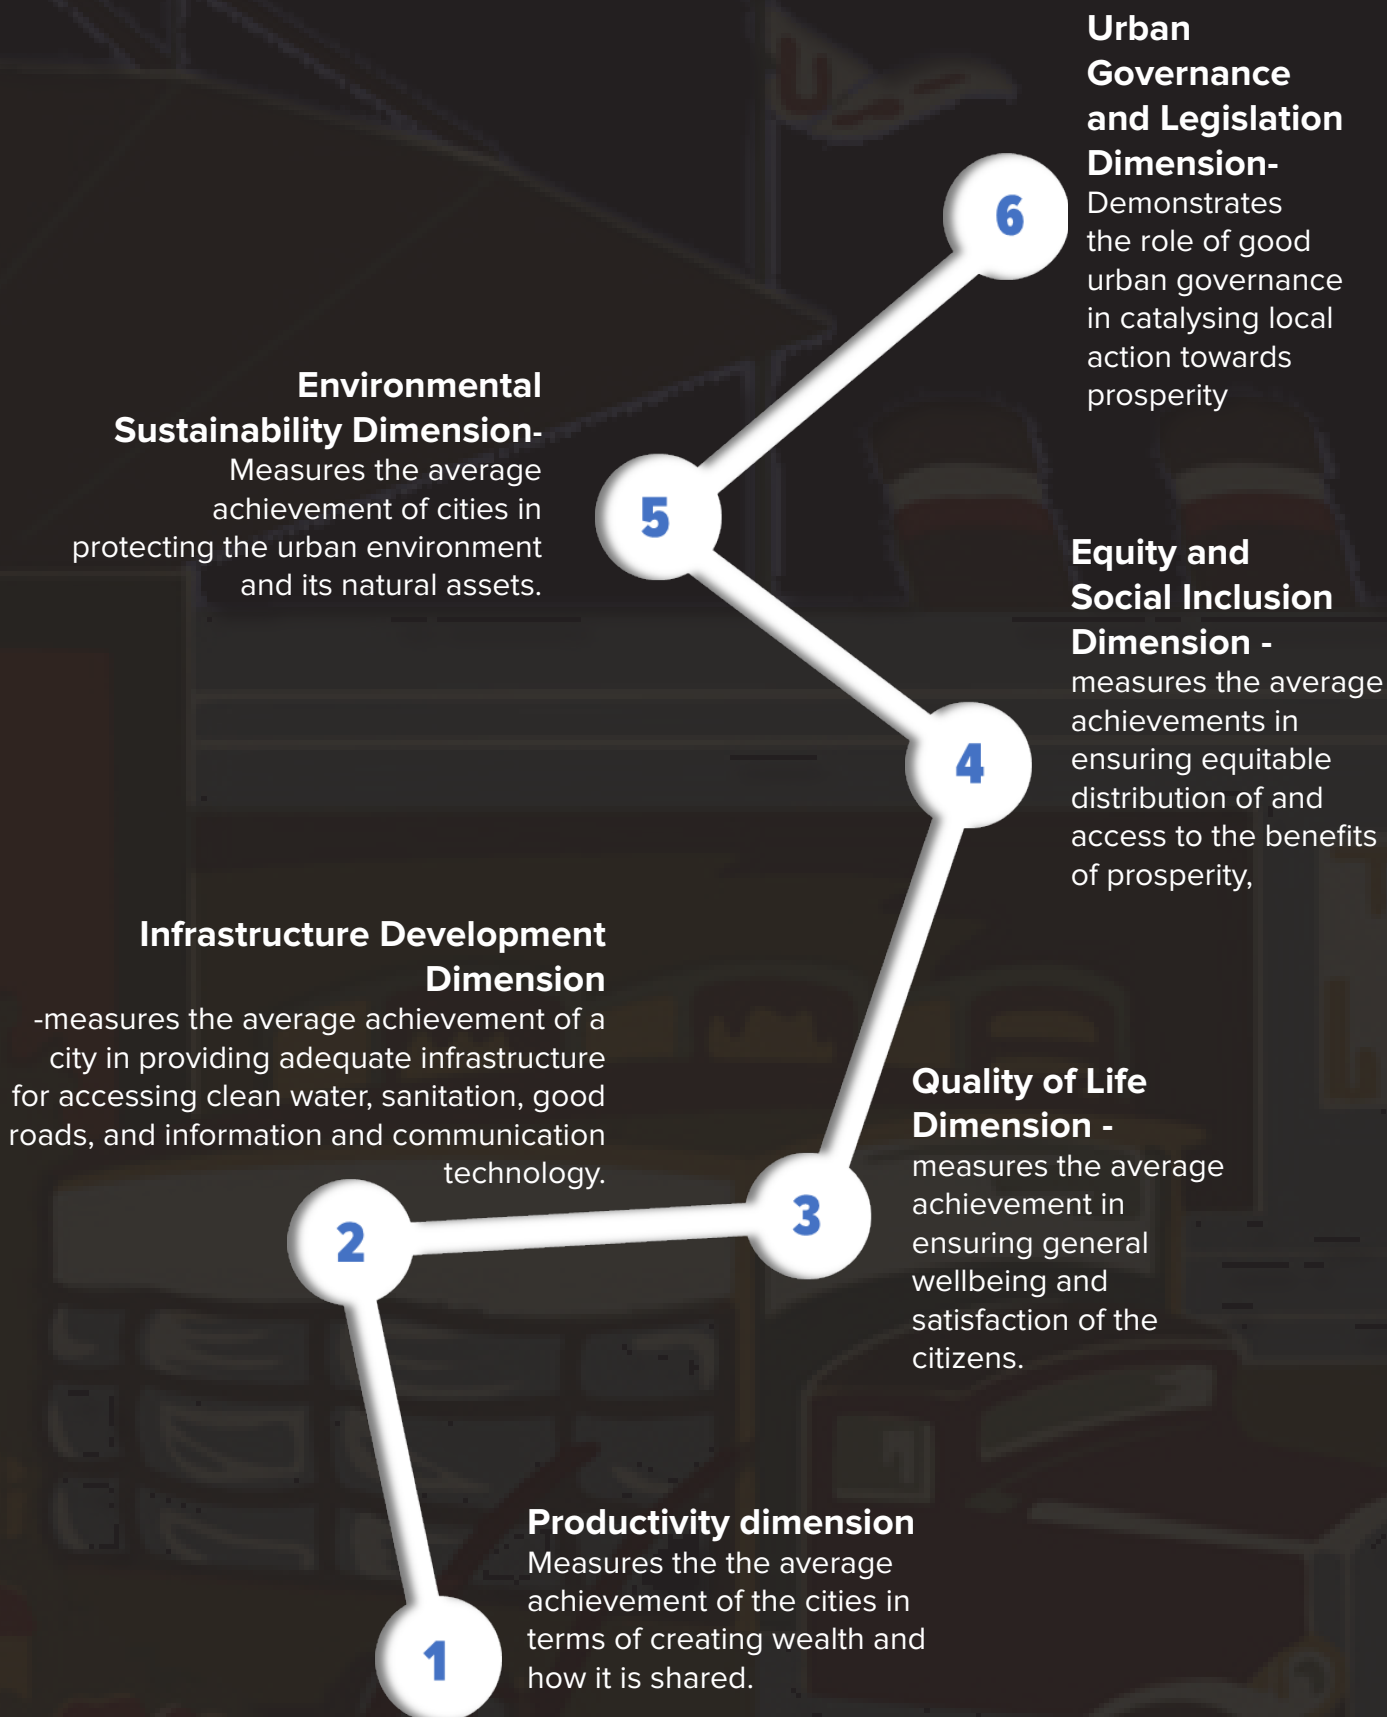 Urban
Governance
and Legislation
Dimension-
Demonstrates
the role of good
urban governance
in catalysing local
action towards
prosperity
6
Environmental
Sustainability Dimension-
Measures the average
achievement of cities in
protecting the urban environment
and its natural assets.
5
Equity and
Social Inclusion
Dimension -
measures the average
achievements in
ensuring equitable
distribution of and
access to the benefits
of prosperity,
4
Infrastructure Development
Dimension
-measures the average achievement of a
city in providing adequate infrastructure
for accessing clean water, sanitation, good
roads, and information and communication
technology.
2
3
Quality of Life
Dimension -
measures the average
achievement in
ensuring general
wellbeing and
satisfaction of the
citizens.
Productivity dimension
Measures the the average
achievement of the cities in
terms of creating wealth and
how it is shared.
1